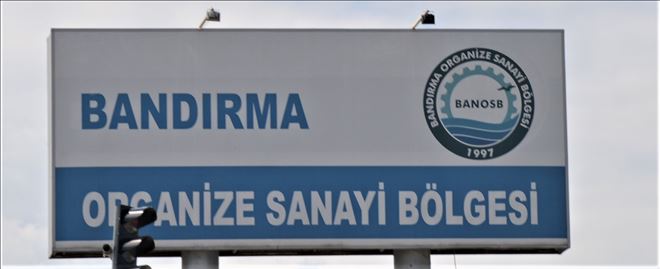 BANDIRMA
BANDIRMA ORGANİZE SANAYİ BÖLGESİ
BANOSB
1997
ORGANİZE SANAYİ BÖLGESİ